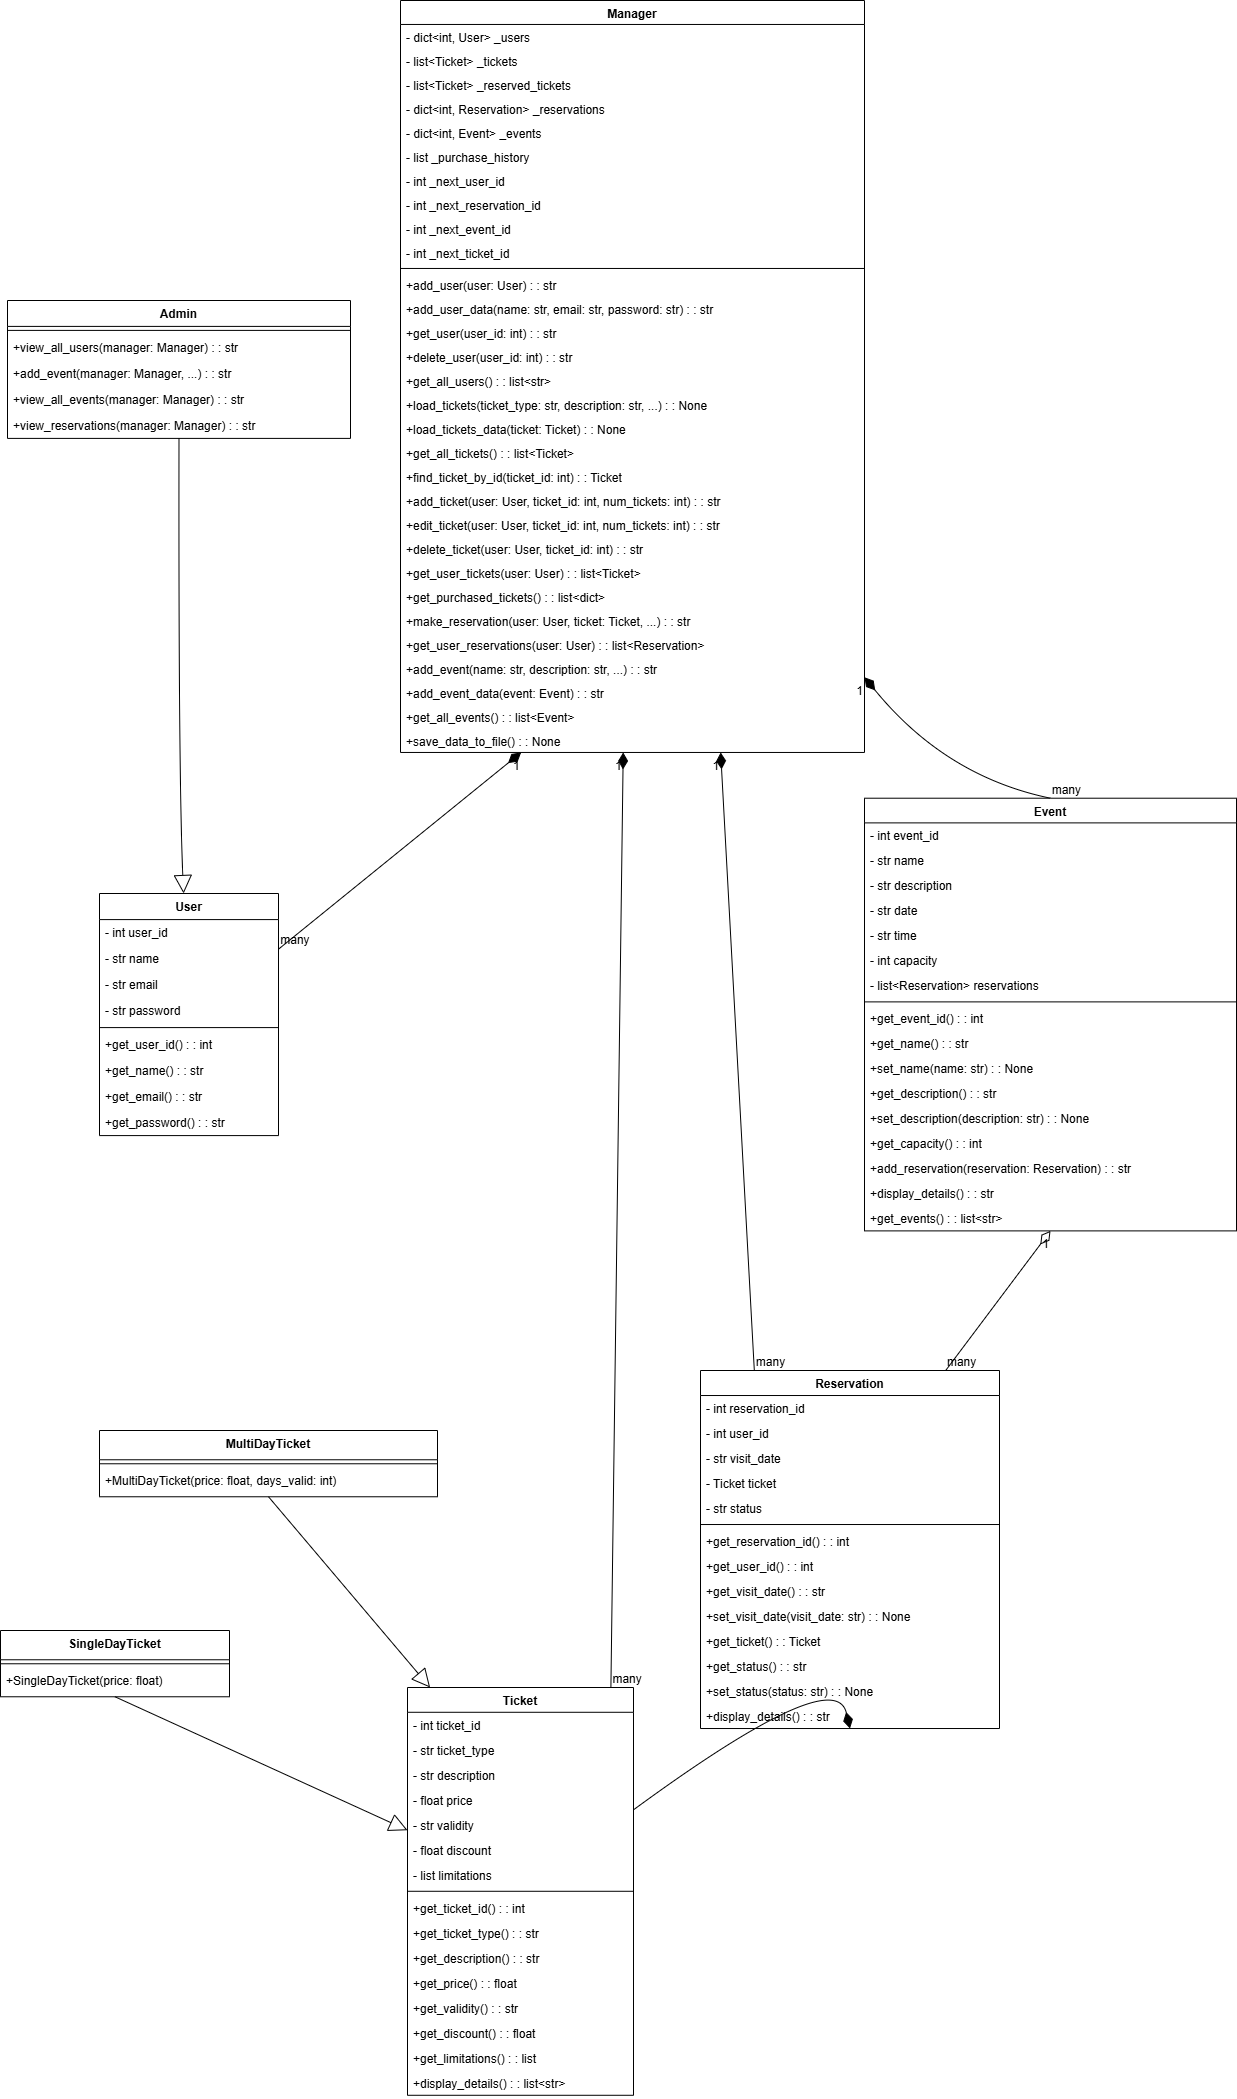 Manager
- dict<int, User> _users
- list<Ticket> _tickets
- list<Ticket> _reserved_tickets
- dict<int, Reservation> _reservations
- dict<int, Event> _events
- list _purchase_history
- int _next_user_id
- int _next_reservation_id
- int _next_event_id
- int _next_ticket_id
+add_user(user: User) : : str
+add_user_data(name: str, email: str, password: str) : : str
+get_user(user_id: int) : : str
+delete_user(user_id: int) : : str
+get_all_users() : : list<str>
+load_tickets(ticket_type: str, description: str, ...) : : None
+load_tickets_data(ticket: Ticket) : : None
+get_all_tickets() : : list<Ticket>
+find_ticket_by_id(ticket_id: int) : : Ticket
+add_ticket(user: User, ticket_id: int, num_tickets: int) : : str
+edit_ticket(user: User, ticket_id: int, num_tickets: int) : : str
+delete_ticket(user: User, ticket_id: int) : : str
+get_user_tickets(user: User) : : list<Ticket>
+get_purchased_tickets() : : list<dict>
+make_reservation(user: User, ticket: Ticket, ...) : : str
+get_user_reservations(user: User) : : list<Reservation>
+add_event(name: str, description: str, ...) : : str
+add_event_data(event: Event) : : str
+get_all_events() : : list<Event>
+save_data_to_file() : : None
Admin
+view_all_users(manager: Manager) : : str
+add_event(manager: Manager, ...) : : str
+view_all_events(manager: Manager) : : str
+view_reservations(manager: Manager) : : str
1
1
1
1
many
Event
- int event_id
- str name
- str description
- str date
- str time
- int capacity
- list<Reservation> reservations
+get_event_id() : : int
+get_name() : : str
+set_name(name: str) : : None
+get_description() : : str
+set_description(description: str) : : None
+get_capacity() : : int
+add_reservation(reservation: Reservation) : : str
+display_details() : : str
+get_events() : : list<str>
User
- int user_id
- str name
- str email
- str password
+get_user_id() : : int
+get_name() : : str
+get_email() : : str
+get_password() : : str
many
1
many
many
Reservation
- int reservation_id
- int user_id
- str visit_date
- Ticket ticket
- str status
+get_reservation_id() : : int
+get_user_id() : : int
+get_visit_date() : : str
+set_visit_date(visit_date: str) : : None
+get_ticket() : : Ticket
+get_status() : : str
+set_status(status: str) : : None
+display_details() : : str
MultiDayTicket
+MultiDayTicket(price: float, days_valid: int)
SingleDayTicket
+SingleDayTicket(price: float)
many
Ticket
- int ticket_id
- str ticket_type
- str description
- float price
- str validity
- float discount
- list limitations
+get_ticket_id() : : int
+get_ticket_type() : : str
+get_description() : : str
+get_price() : : float
+get_validity() : : str
+get_discount() : : float
+get_limitations() : : list
+display_details() : : list<str>